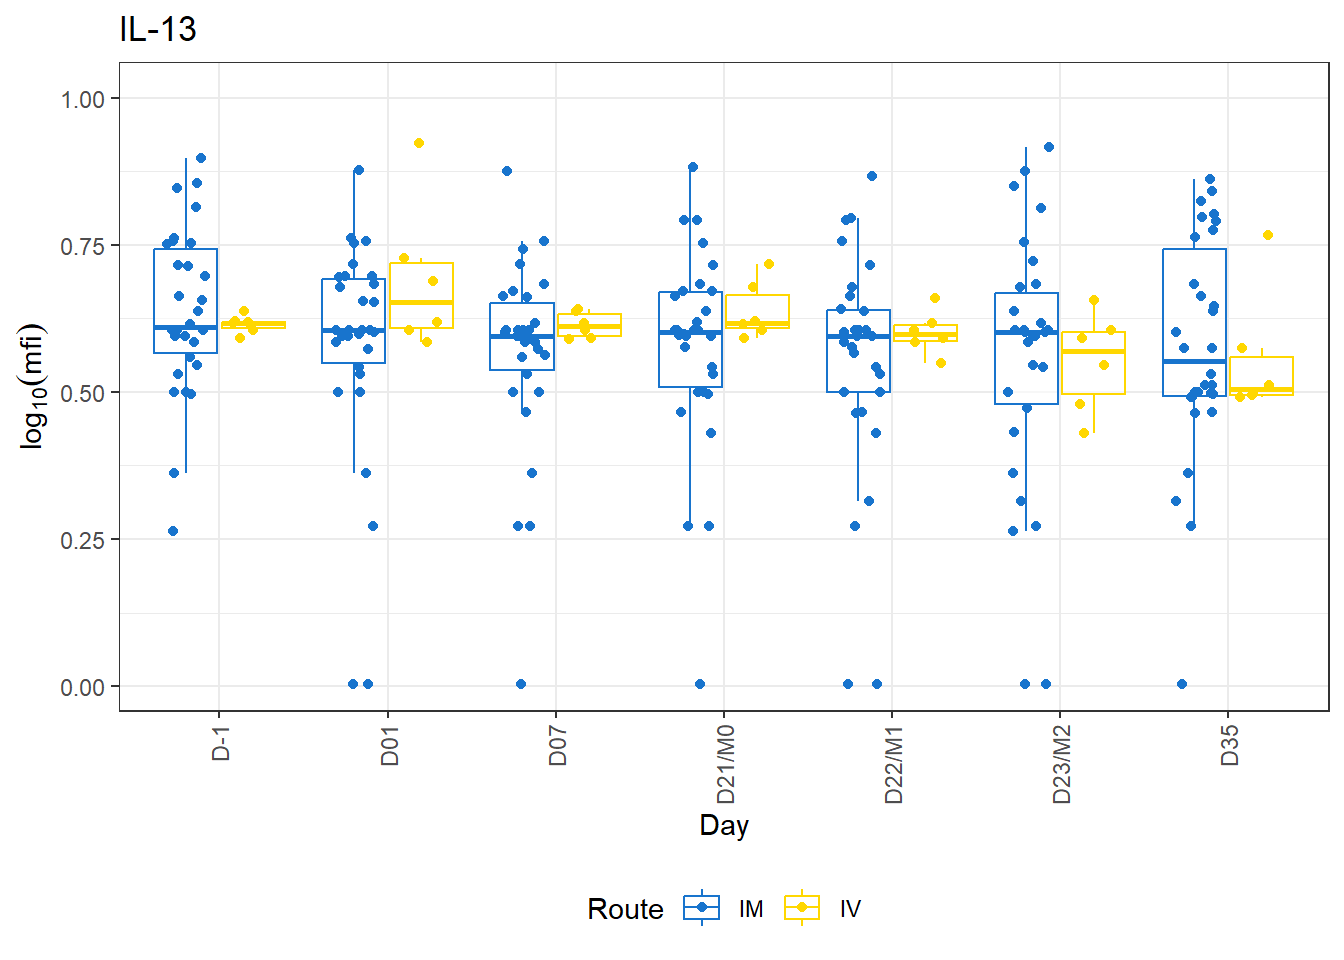 IL-13
1.00
0.75
0.50
0.25
0.00
log10(mfi)
D-1
D01
D07
D21/M0
D22/M1
D23/M2
D35
Day
Route IM IV